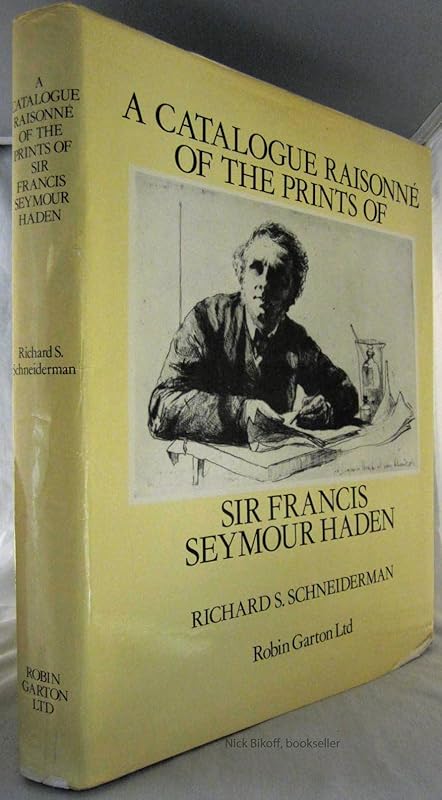 A
CATALOGUE
RAISONNÉ
OF THE
PRINTS OF
SIR
FRANCIS
SEYMOUR
HADEN
Richard S.
Schneiderman
ROBIN
GARTON
LTD
A CATALOGUE RAISONNÉ
OF THE PRINTS OF
SIR FRANCIS
SEYMOUR HADEN
RICHARD S. SCHNEIDERMAN
Robin Garton Ltd
Nick Bikoff, bookseller